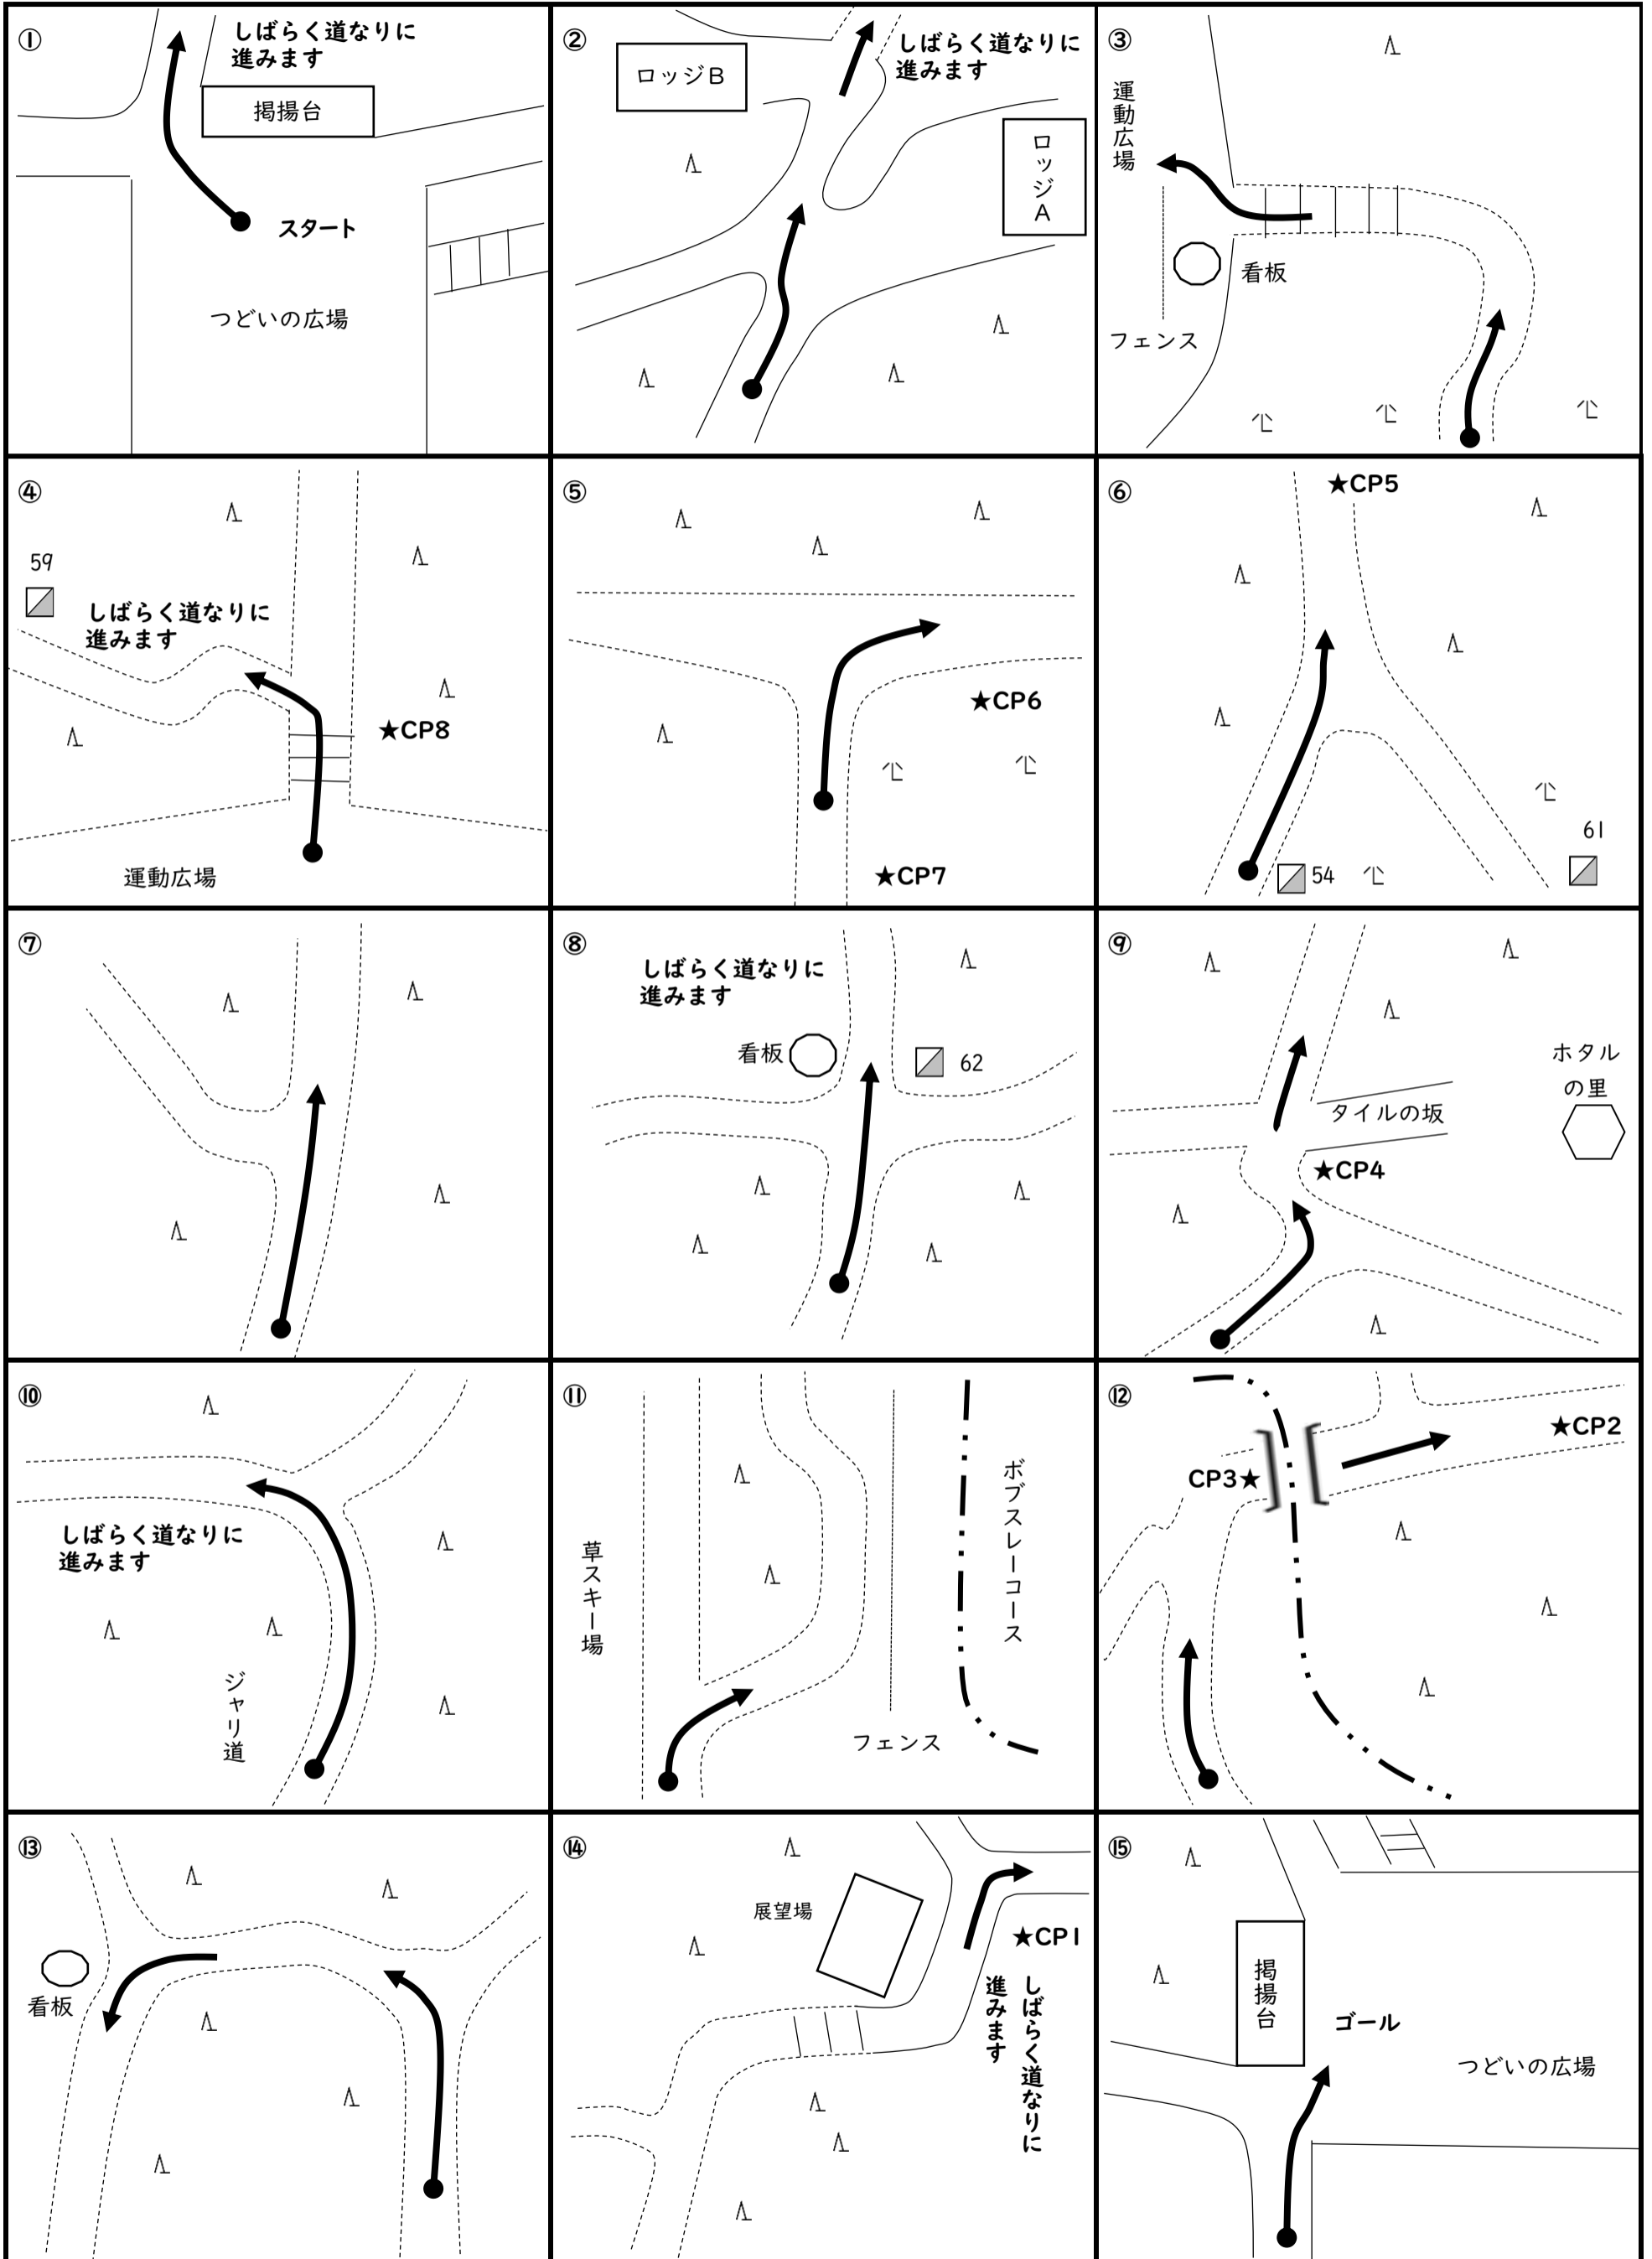 ①
しばらく道なりに
進みます
掲揚台
スタート
つどいの広場
②
ロッジB
しばらく道なりに
進みます
ロッジA
③
運動広場
看板
フェンス
④
59
しばらく道なりに
進みます
★CP8
運動広場
⑤
★CP6
★CP7
⑥
★CP5
54
61
⑦
⑧
しばらく道なりに
進みます
看板
62
⑨
ホタル
の里
タイルの坂
★CP4
⑩
しばらく道なりに
進みます
ジャリ道
⑪
草スキー場
ボブスレーコース
フェンス
⑫
★CP2
CP3★
⑬
看板
⑭
展望場
★CP1
しばらく道なりに
進みます
⑮
掲揚台
ゴール
つどいの広場